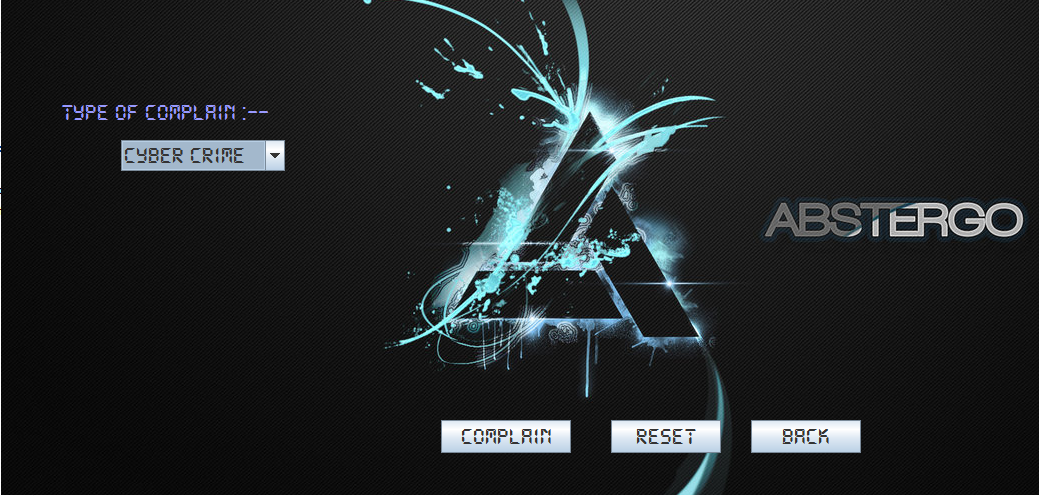 TYPE OF COMPLAIN :--
CYBER CRIME
ABSTERGO
COMPLAIN
RESET
BACK